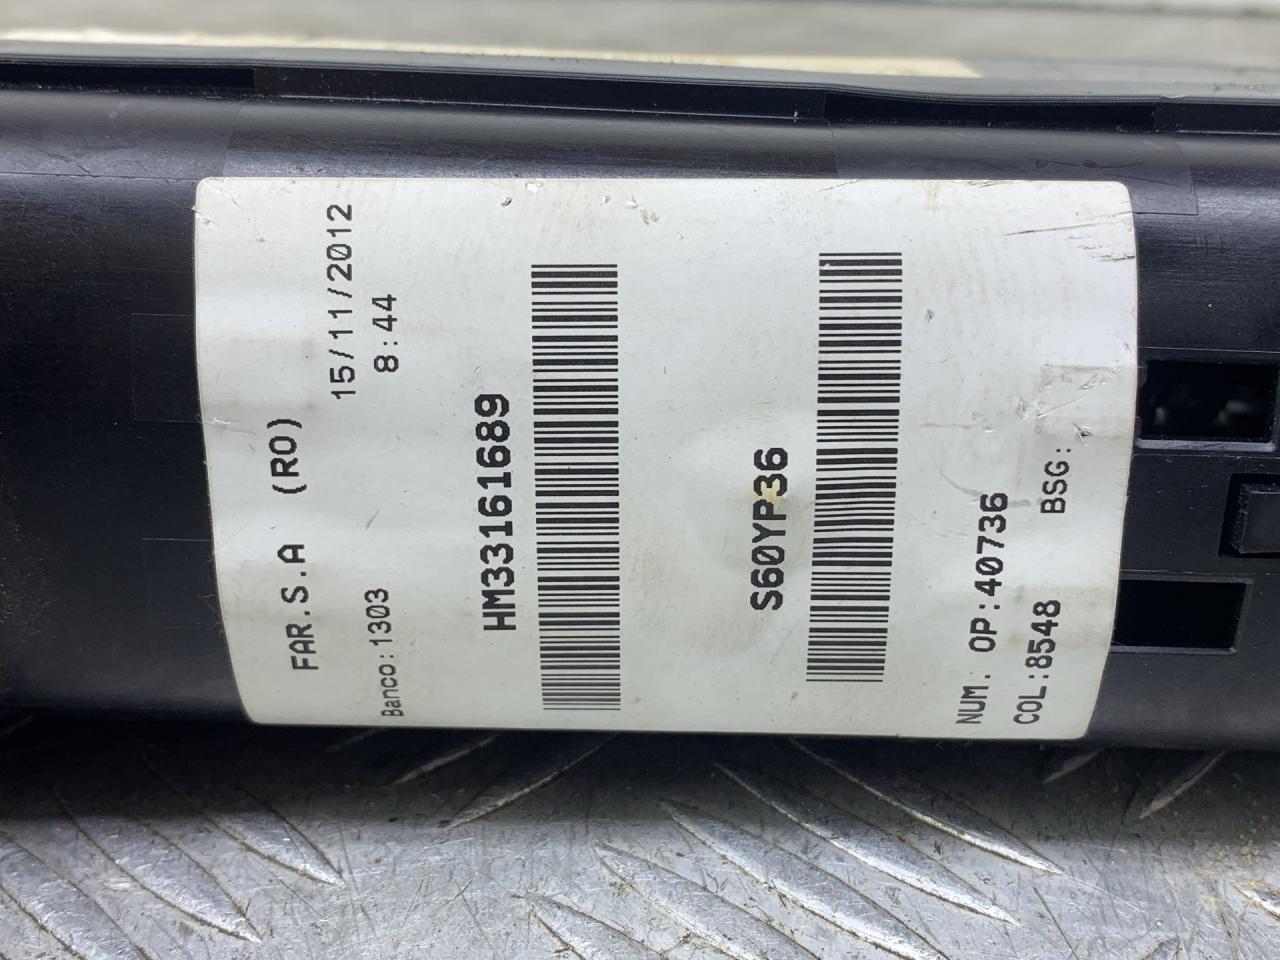 FAR.S.A (RO)
15/11/2012
Banco:1303
8:44
HM33161689
S60YP36
NUM. OP:40736
COL:8548 BSG: